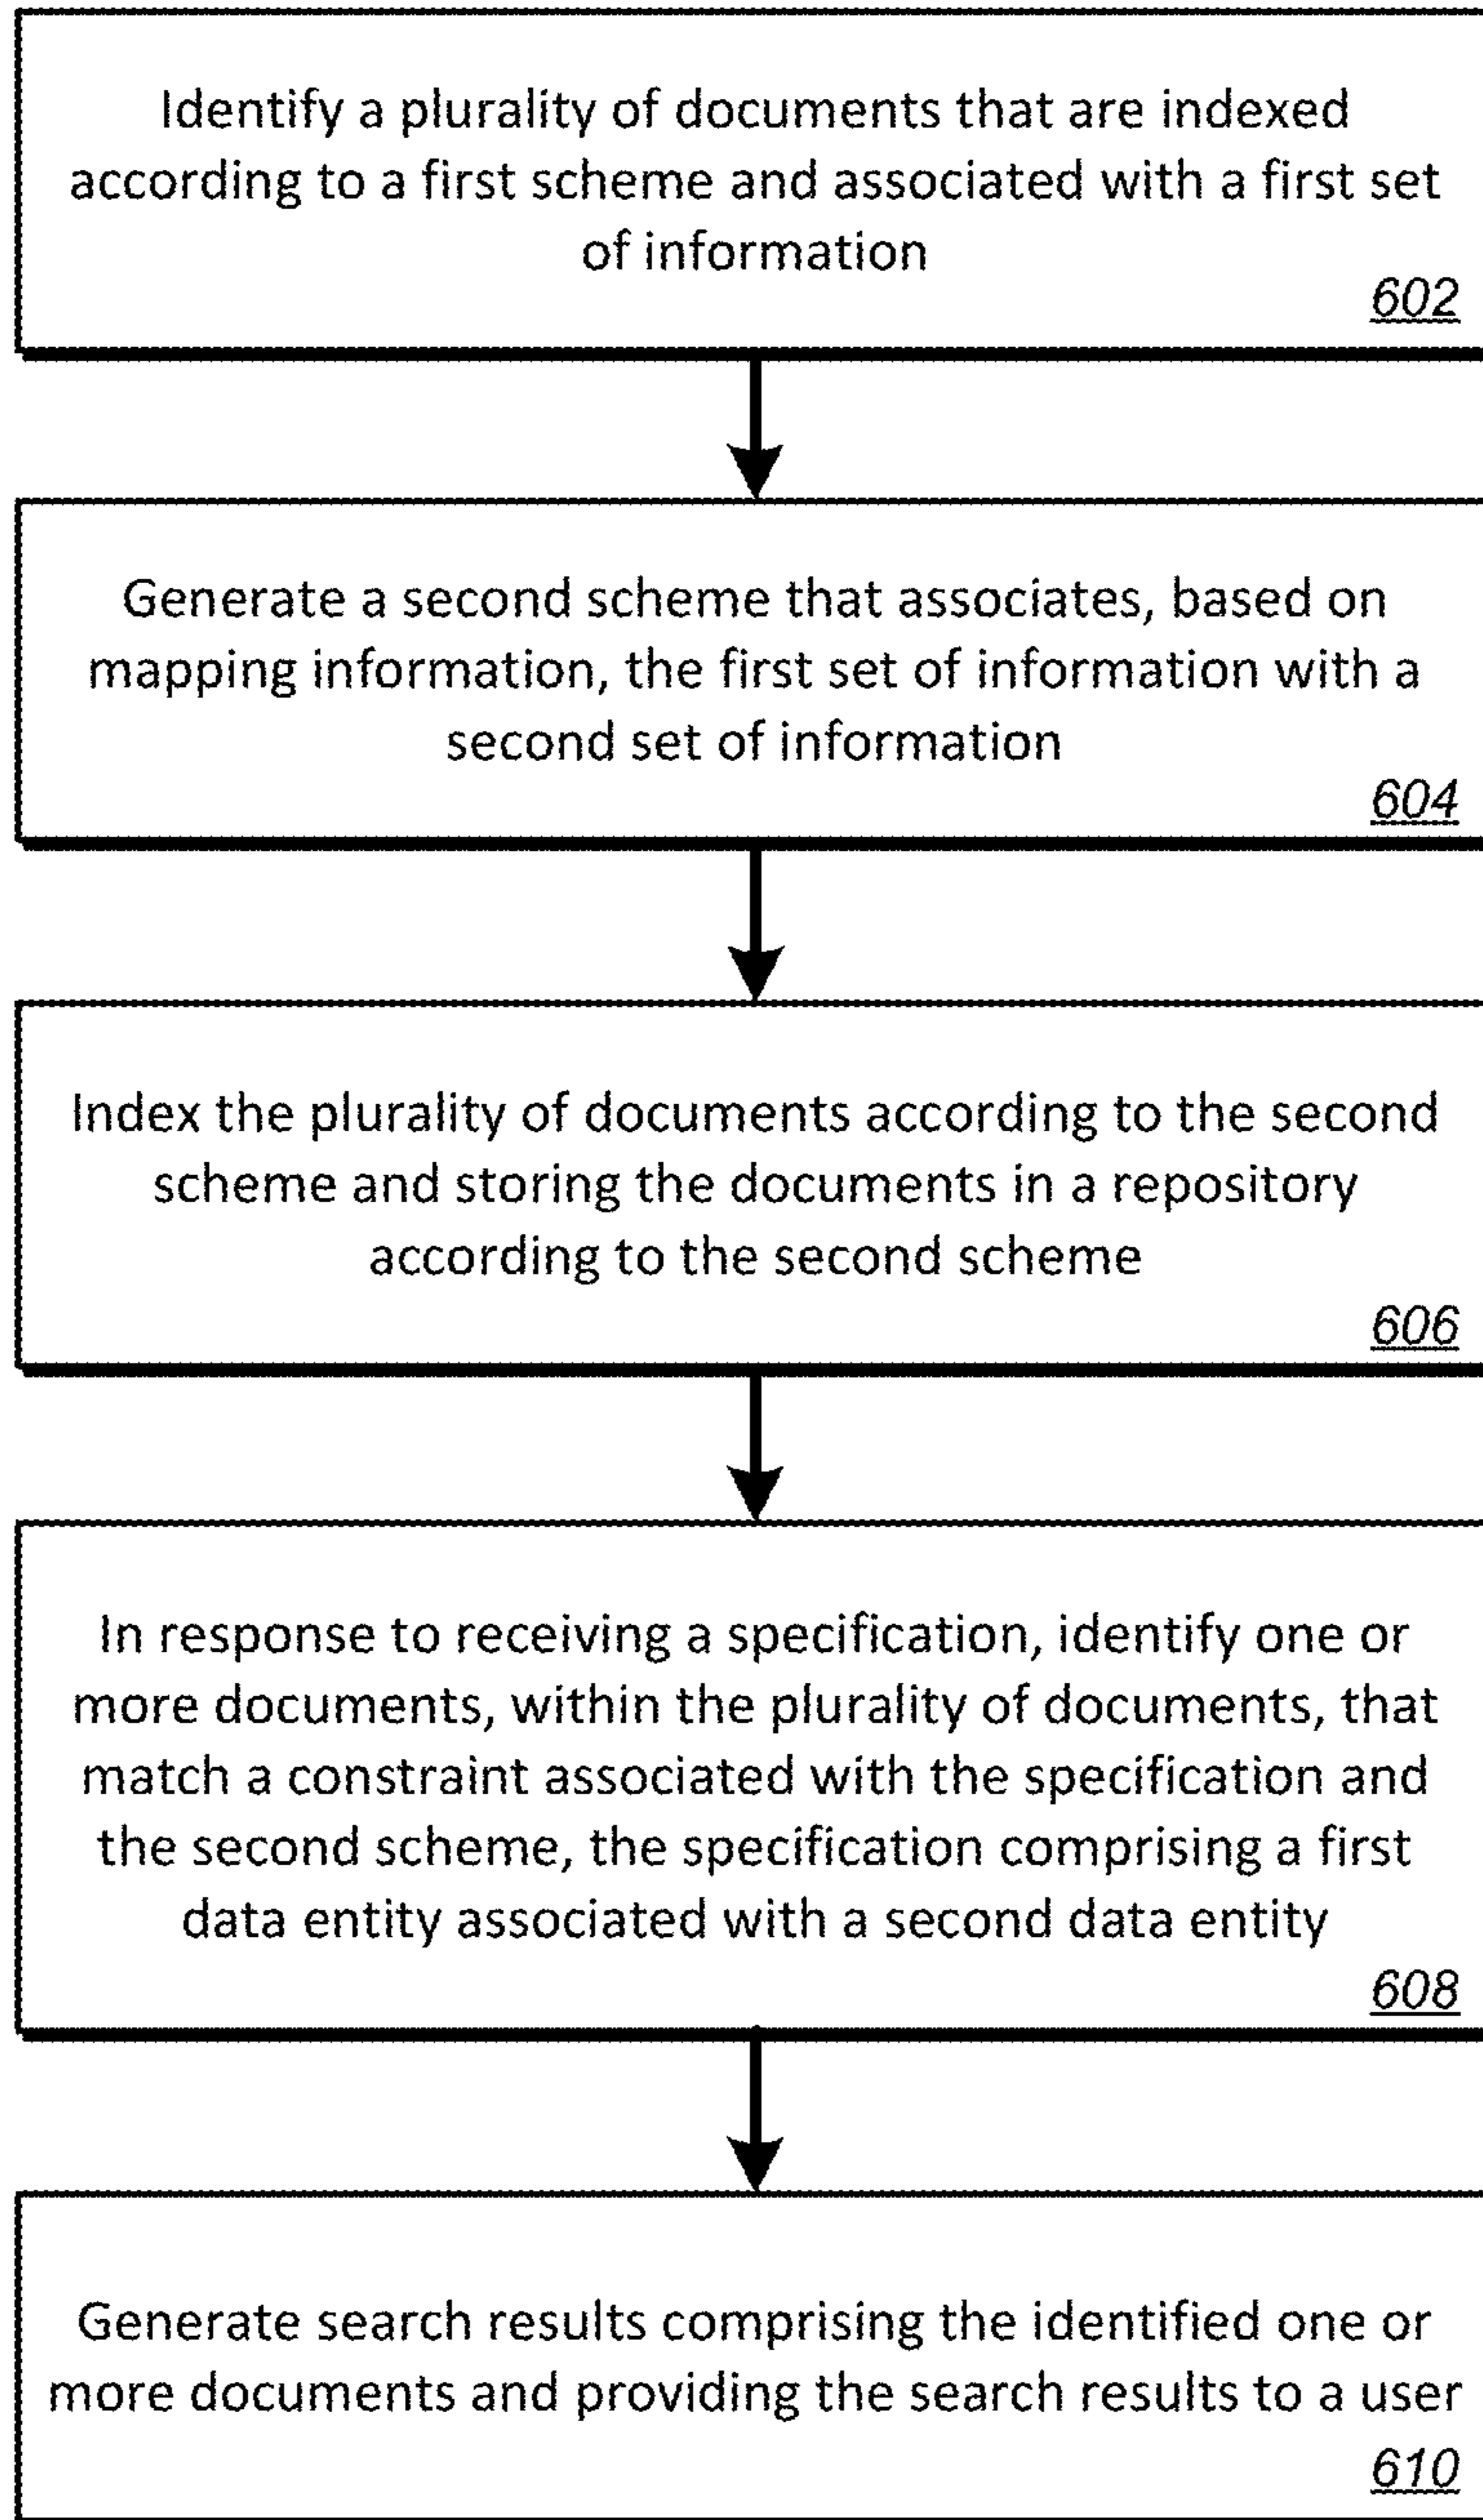 Identify a plurality of documents that are indexed
according to a first scheme and associated with a first set
of information
602
Generate a second scheme that associates, based on
mapping information, the first set of information with a
second set of information
604
Index the plurality of documents according to the second
scheme and storing the documents in a repository
according to the second scheme
606
In response to receiving a specification, identify one or
more documents, within the plurality of documents, that
match a constraint associated with the specification and
the second scheme, the specification comprising a first
data entity associated with a second data entity
608
Generate search results comprising the identified one or
more documents and providing the search results to a user
610